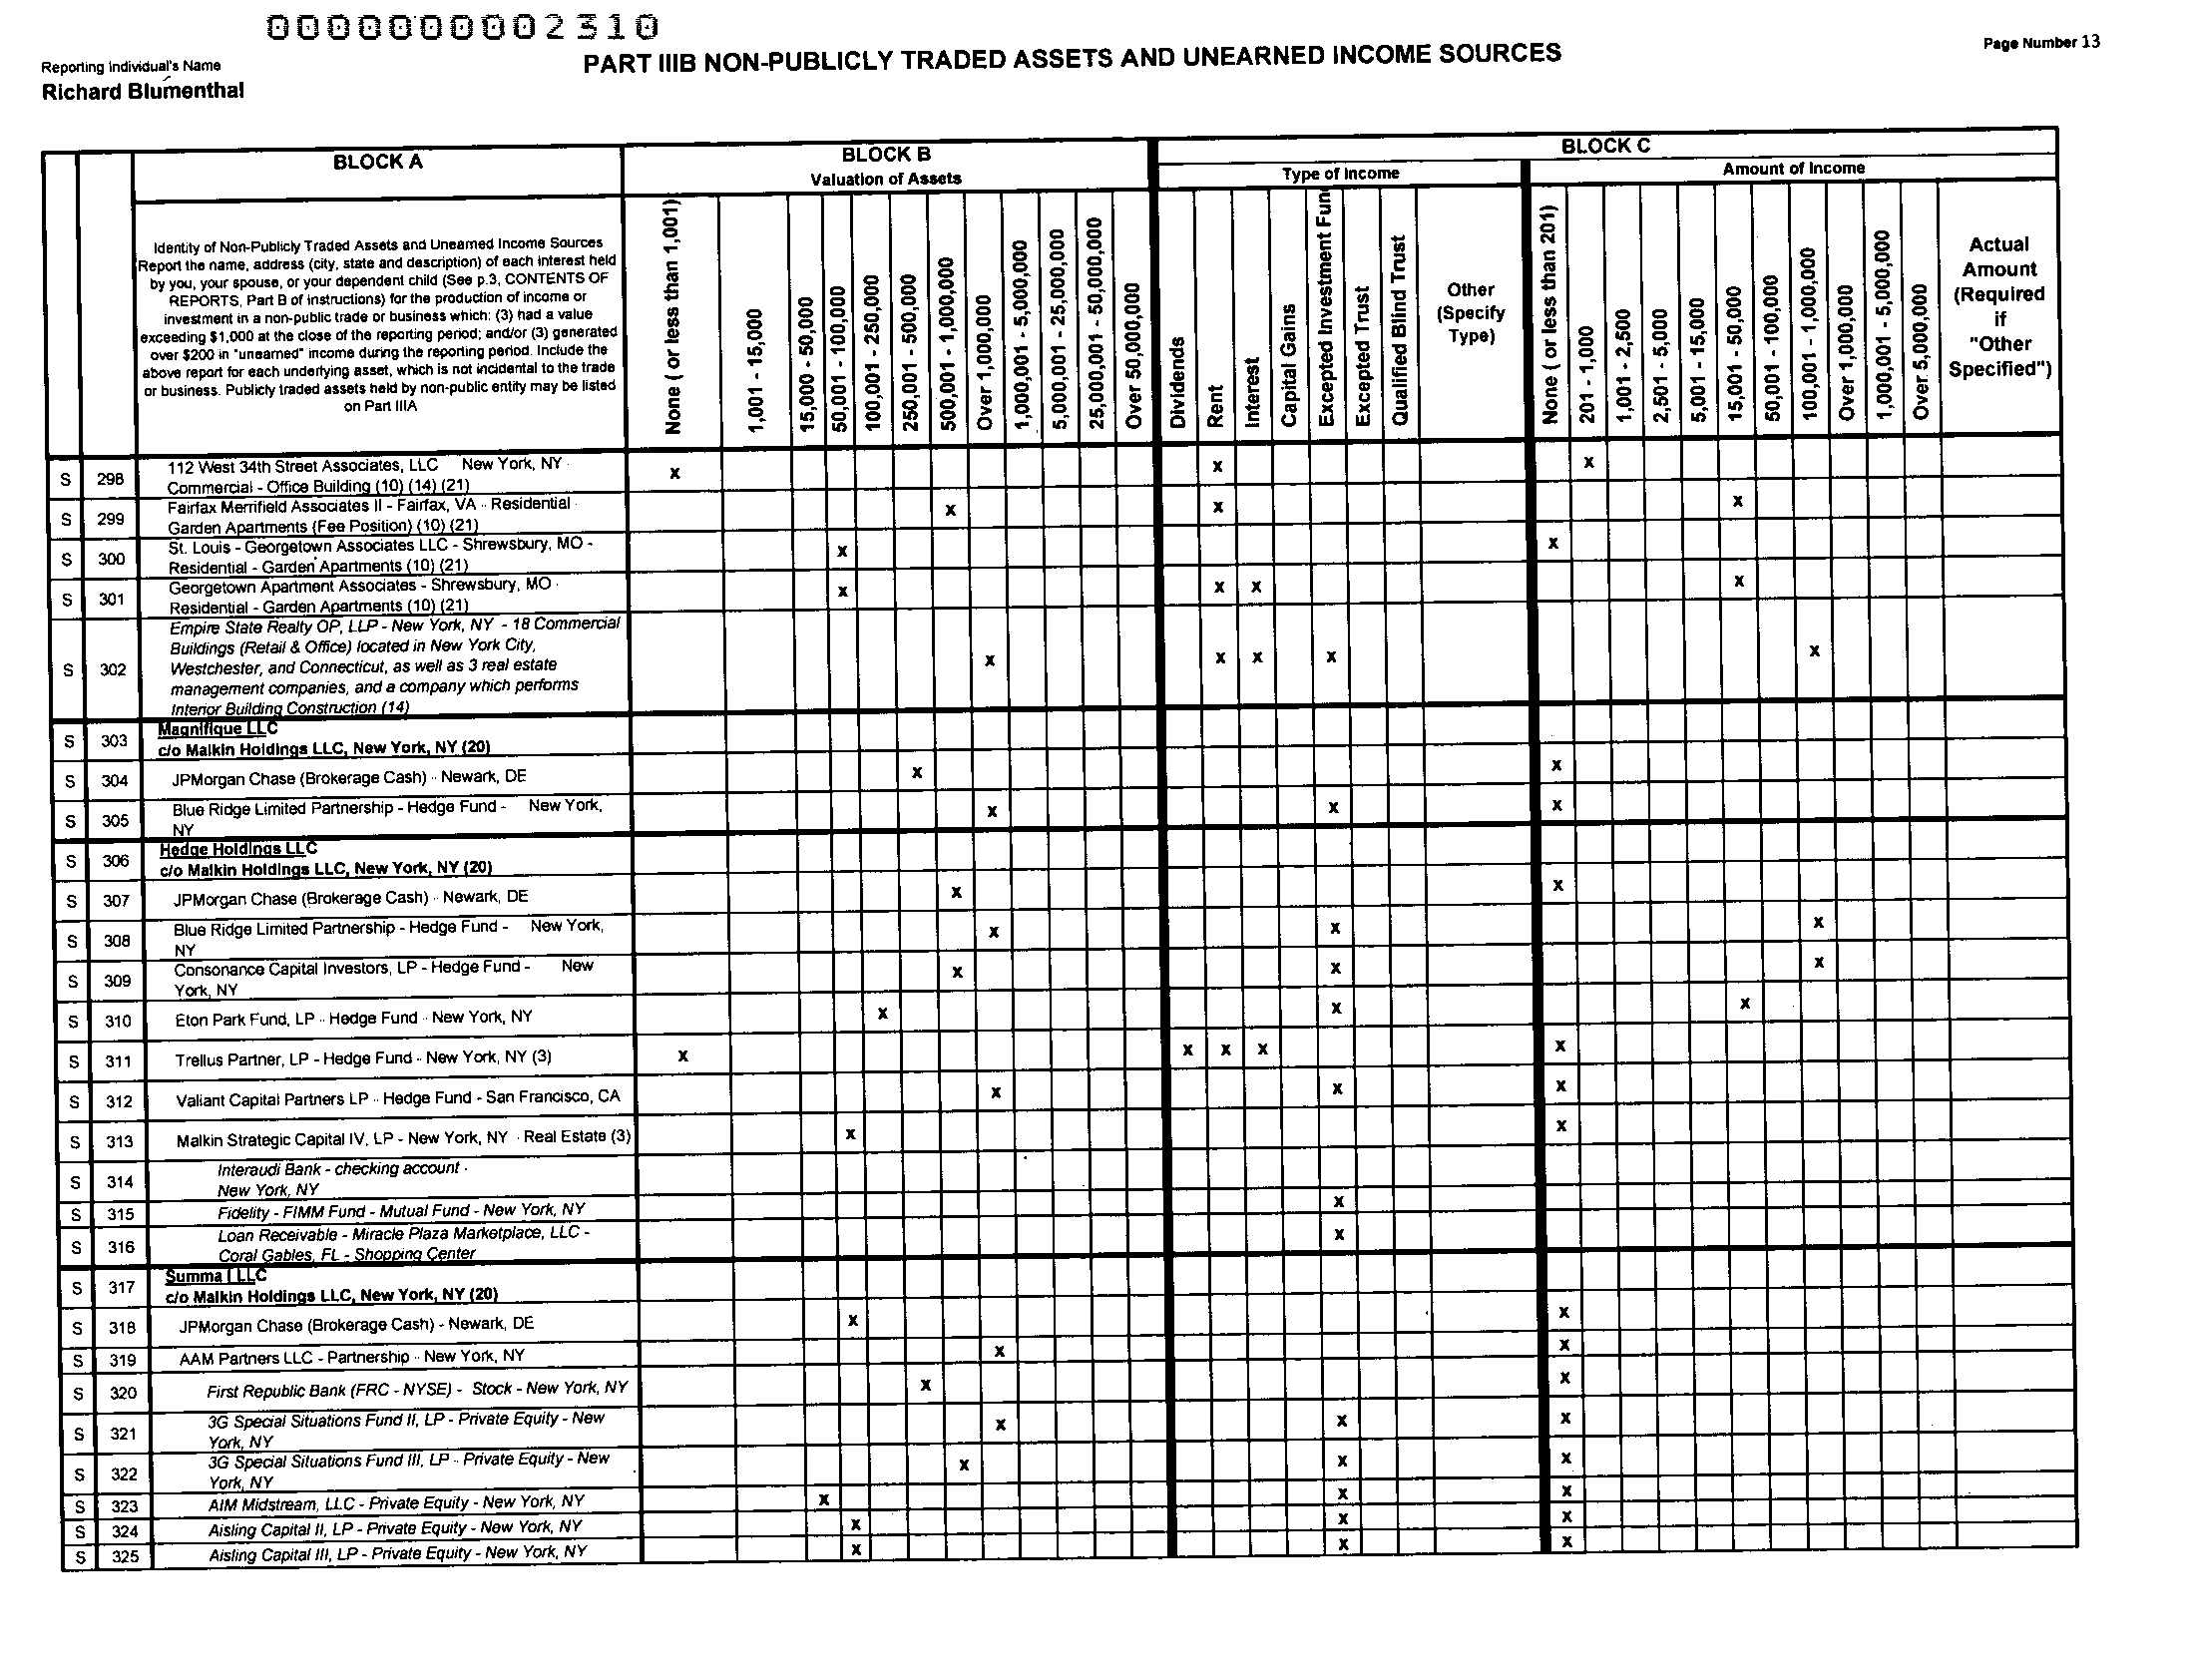 0000000002310
Reporting Individual's Name
Richard Blumenthal
PART IIIB NON-PUBLICLY TRADED ASSETS AND UNEARNED INCOME SOURCES
Page Number 13
BLOCK A
BLOCK B
BLOCK C
Valuation of Assets
Type of Income
Amount of Income
Identity of Non-Publicly Traded Assets and Unearned Income Sources
Report the name, address (city, state and description) of each interest held
by you, your spouse, or your dependent child (See p.3, CONTENTS OF
REPORTS, Part B of instructions) for the production of income or
investment in a non-public trade or business which: (3) had a value
exceeding $1,000 at the close of the reporting period; and/or (3) generated
over $200 in "unearned" income during the reporting period. Include the
above report for each underlying asset, which is not incidental to the trade
or business. Publicly traded assets held by non-public entity may be listed
on Part IIIA
None ( or less than 1,001)
1,001 - 15,000
15,000 - 50,000
50,001 - 100,000
100,001 - 250,000
250,001 - 500,000
500,001 - 1,000,000
Over 1,000,000
1,000,001 - 5,000,000
5,000,001 - 25,000,000
25,000,001 - 50,000,000
Over 50,000,000
Dividends
Rent
Interest
Capital Gains
Excepted Investment Fun
Excepted Trust
Qualified Blind Trust
Other
(Specify
Type)
None ( or less than 201)
201 - 1,000
1,001 - 2,500
2,501 - 5,000
5,001 - 15,000
15,001 - 50,000
50,001 - 100,000
100,001 - 1,000,000
Over 1,000,000
1,000,001 - 5,000,000
Over 5,000,000
Actual
Amount
(Required
if
"Other
Specified")
S 298 112 West 34th Street Associates, LLC New York, NY - x x x
Commercial - Office Building (10) (14) (21)
S 299 Fairfax Merrifield Associates II - Fairfax, VA - Residential - x x x
Garden Apartments (Fee Position) (10) (21)
S 300 St. Louis - Georgetown Associates LLC - Shrewsbury, MO - x x
Residential - Garden Apartments (10) (21)
S 301 Georgetown Apartment Associates - Shrewsbury, MO - x x x x
Residential - Garden Apartments (10) (21)
Empire State Realty OP, LLP - New York, NY - 18 Commercial
Buildings (Retail & Office) located in New York City,
S 302 Westchester, and Connecticut, as well as 3 real estate x x x x x
management companies, and a company which performs
Interior Building Construction (14)
S 303 Magnifique LLC
c/o Malkin Holdings LLC, New York, NY (20)
S 304 JPMorgan Chase (Brokerage Cash) - Newark, DE x x
S 305 Blue Ridge Limited Partnership - Hedge Fund - New York, x x x
NY
S 306 Hedge Holdings LLC
c/o Malkin Holdings LLC, New York, NY (20)
S 307 JPMorgan Chase (Brokerage Cash) - Newark, DE x x
S 308 Blue Ridge Limited Partnership - Hedge Fund - New York, x x x
NY
S 309 Consonance Capital Investors, LP - Hedge Fund - New x x x
York, NY
S 310 Eton Park Fund, LP - Hedge Fund - New York, NY x x x
S 311 Trellus Partner, LP - Hedge Fund - New York, NY (3) x x x x x
S 312 Valiant Capital Partners LP - Hedge Fund - San Francisco, CA x x x
S 313 Malkin Strategic Capital IV, LP - New York, NY - Real Estate (3) x x
S 314 Interaudi Bank - checking account -
New York, NY
S 315 Fidelity - FIMM Fund - Mutual Fund - New York, NY x
S 316 Loan Receivable - Miracle Plaza Marketplace, LLC - x
Coral Gables, FL - Shopping Center
S 317 Summa I LLC
c/o Malkin Holdings LLC, New York, NY (20)
S 318 JPMorgan Chase (Brokerage Cash) - Newark, DE x x
S 319 AAM Partners LLC - Partnership - New York, NY x x
S 320 First Republic Bank (FRC - NYSE) - Stock - New York, NY x x
S 321 3G Special Situations Fund II, LP - Private Equity - New x x x
York, NY
S 322 3G Special Situations Fund III, LP - Private Equity - New x x x
York, NY
S 323 AIM Midstream, LLC - Private Equity - New York, NY x x x
S 324 Aisling Capital II, LP - Private Equity - New York, NY x x x
S 325 Aisling Capital III, LP - Private Equity - New York, NY x x x